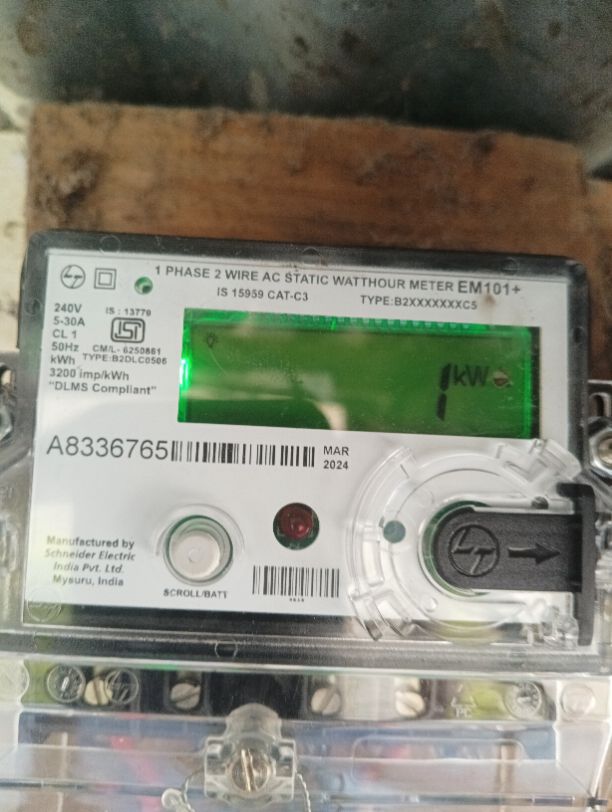 1 PHASE 2 WIRE AC STATIC WATTHOUR METER EM101+
IS 15959 CAT-C3 TYPE:B2XXXXXXXC5
240V IS : 13779
5-30A
CL 1
50Hz CM/L- 6250861
kWh TYPE:B2DLC0506
3200 imp/kWh
"DLMS Compliant"
1 kW
A8336765
MAR
2024
Manufactured by
Schneider Electric
India Pvt. Ltd.
Mysuru, India
SCROLL/BATT